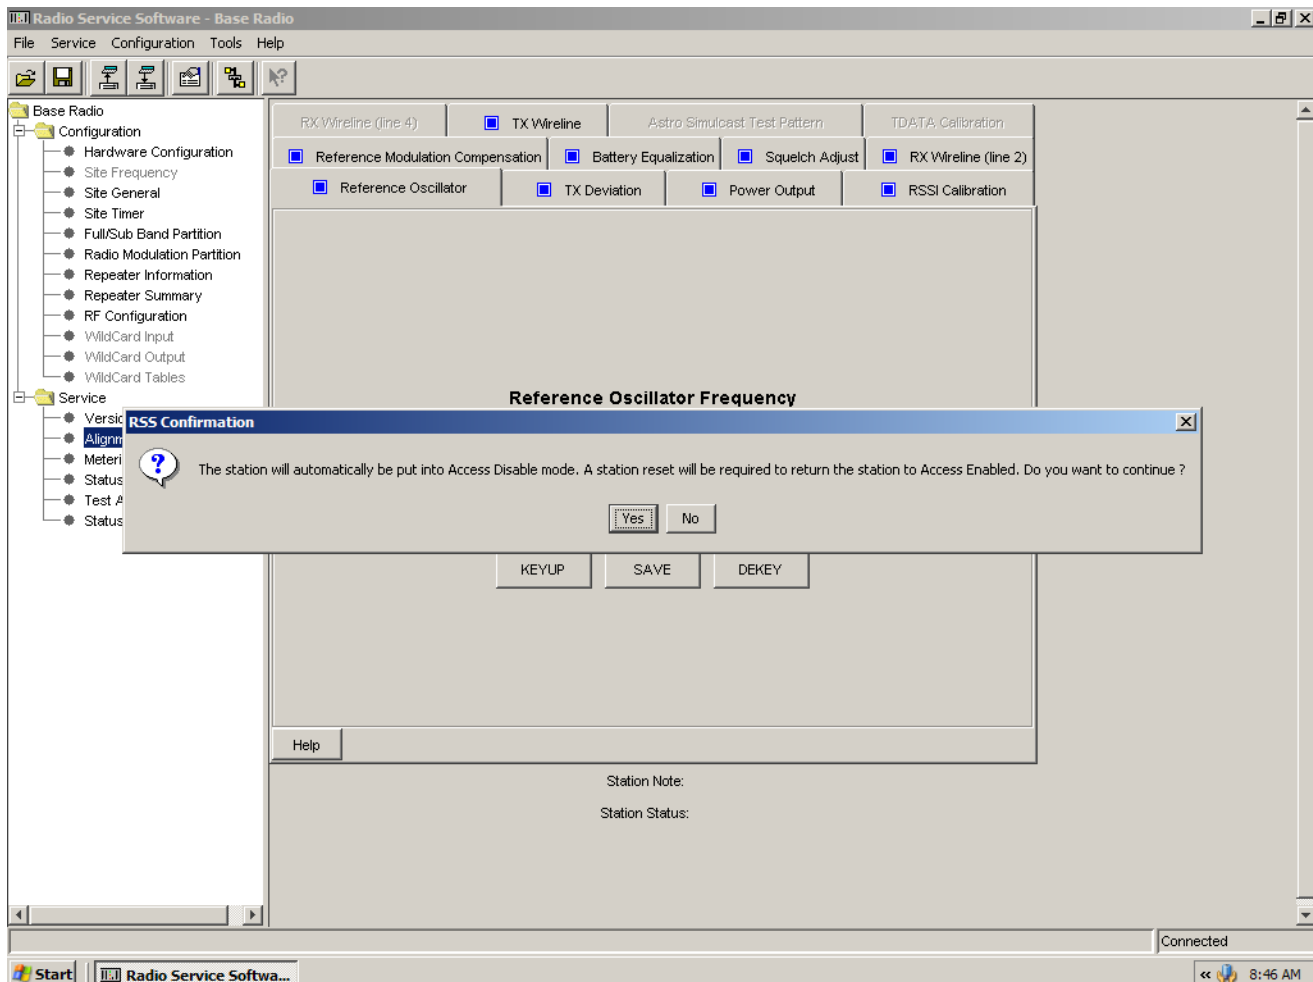 Radio Service Software - Base Radio
File Service Configuration Tools Help
Base Radio
Configuration
Hardware Configuration
Site Frequency
Site General
Site Timer
Full/Sub Band Partition
Radio Modulation Partition
Repeater Information
Repeater Summary
RF Configuration
WildCard Input
WildCard Output
WildCard Tables
Service
Versio
Alignm
Meteri
Status
Test A
Status
RX Wireline (line 4) TX Wireline Astro Simulcast Test Pattern TDATA Calibration
Reference Modulation Compensation Battery Equalization Squelch Adjust RX Wireline (line 2)
Reference Oscillator TX Deviation Power Output RSSI Calibration
Reference Oscillator Frequency
RSS Confirmation
The station will automatically be put into Access Disable mode. A station reset will be required to return the station to Access Enabled. Do you want to continue ?
Yes No
KEYUP SAVE DEKEY
Help
Station Note:
Station Status:
Connected
Start Radio Service Softwa... 8:46 AM